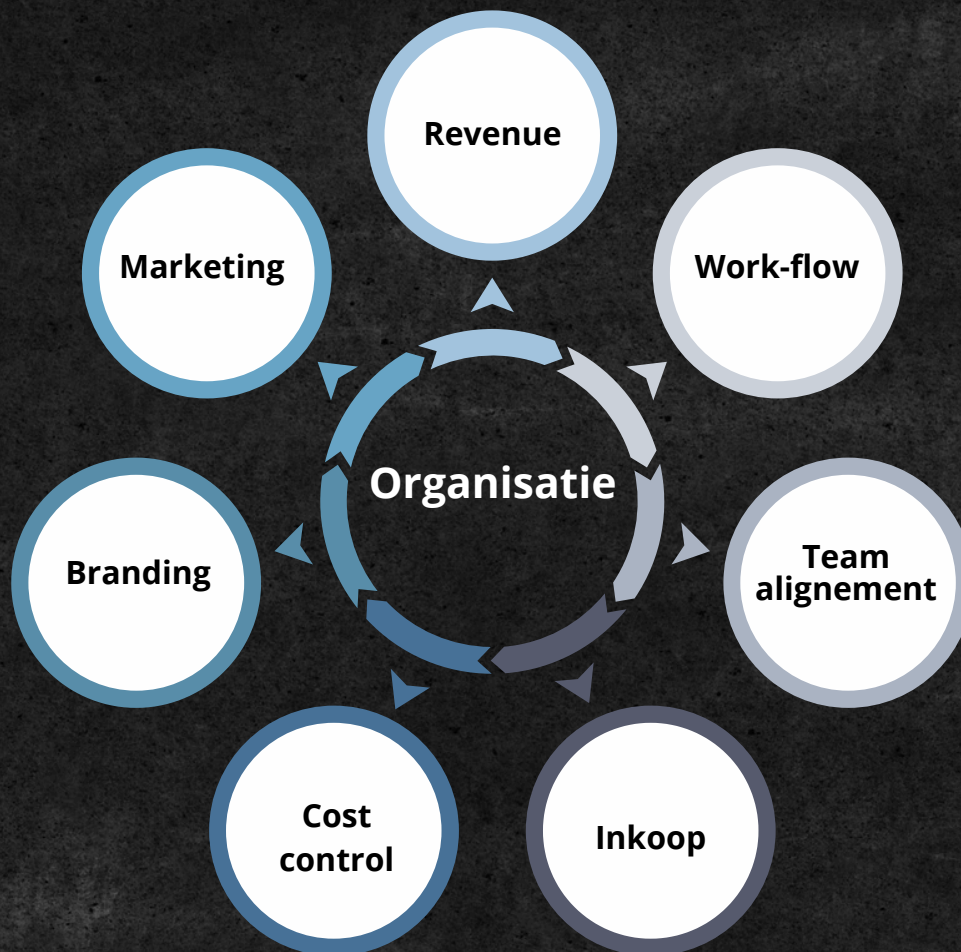 Revenue
Marketing
Work-flow
Organisatie
Branding
Team
alignement
Cost
control
Inkoop